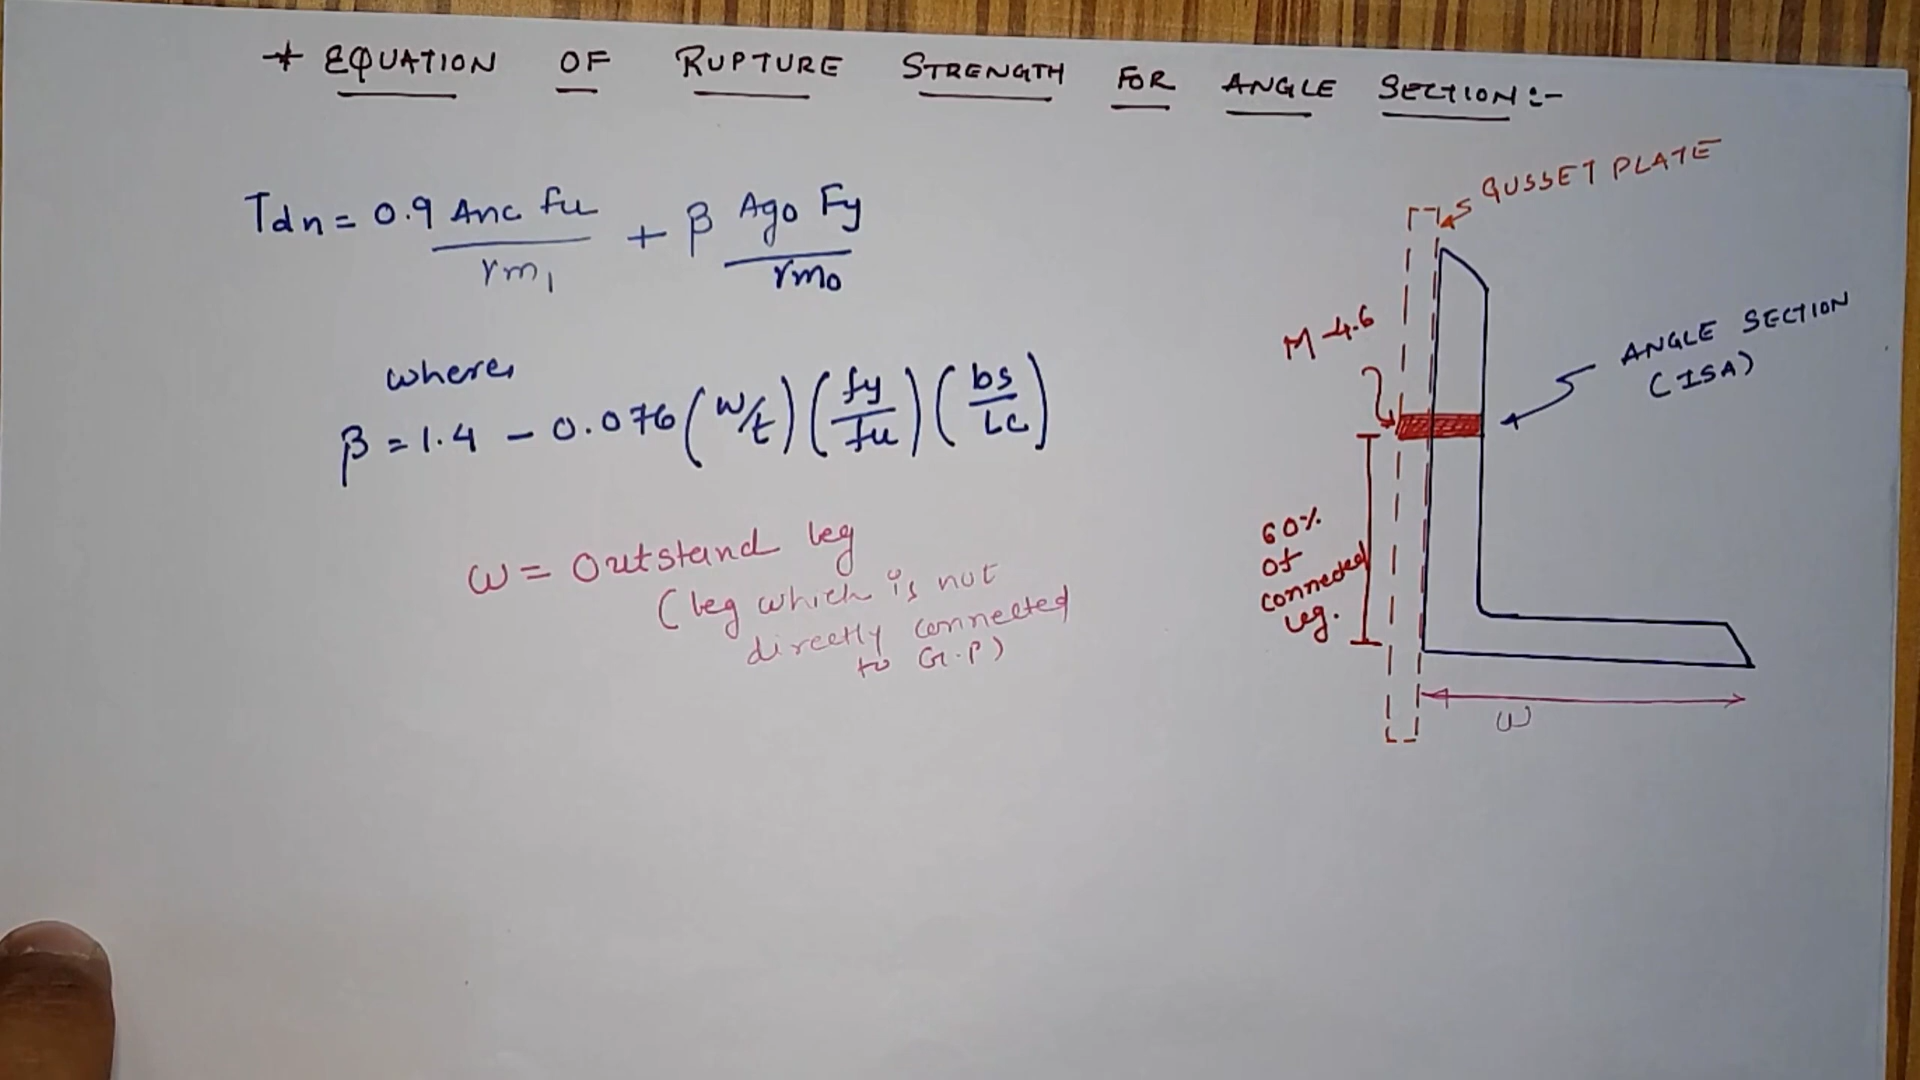 * EQUATION OF RUPTURE STRENGTH FOR ANGLE SECTION :-
Tdn = 0.9 Anc fu / γm1 + β Ago Fy / γm0
where,
β = 1.4 - 0.076 (w/t) (fy/fu) (bs/Lc)
w = Outstand leg
(leg which is not
directly connected
to G.P)
GUSSET PLATE
M-4.6
ANGLE SECTION
(ISA)
60%
of
connected
leg.
w